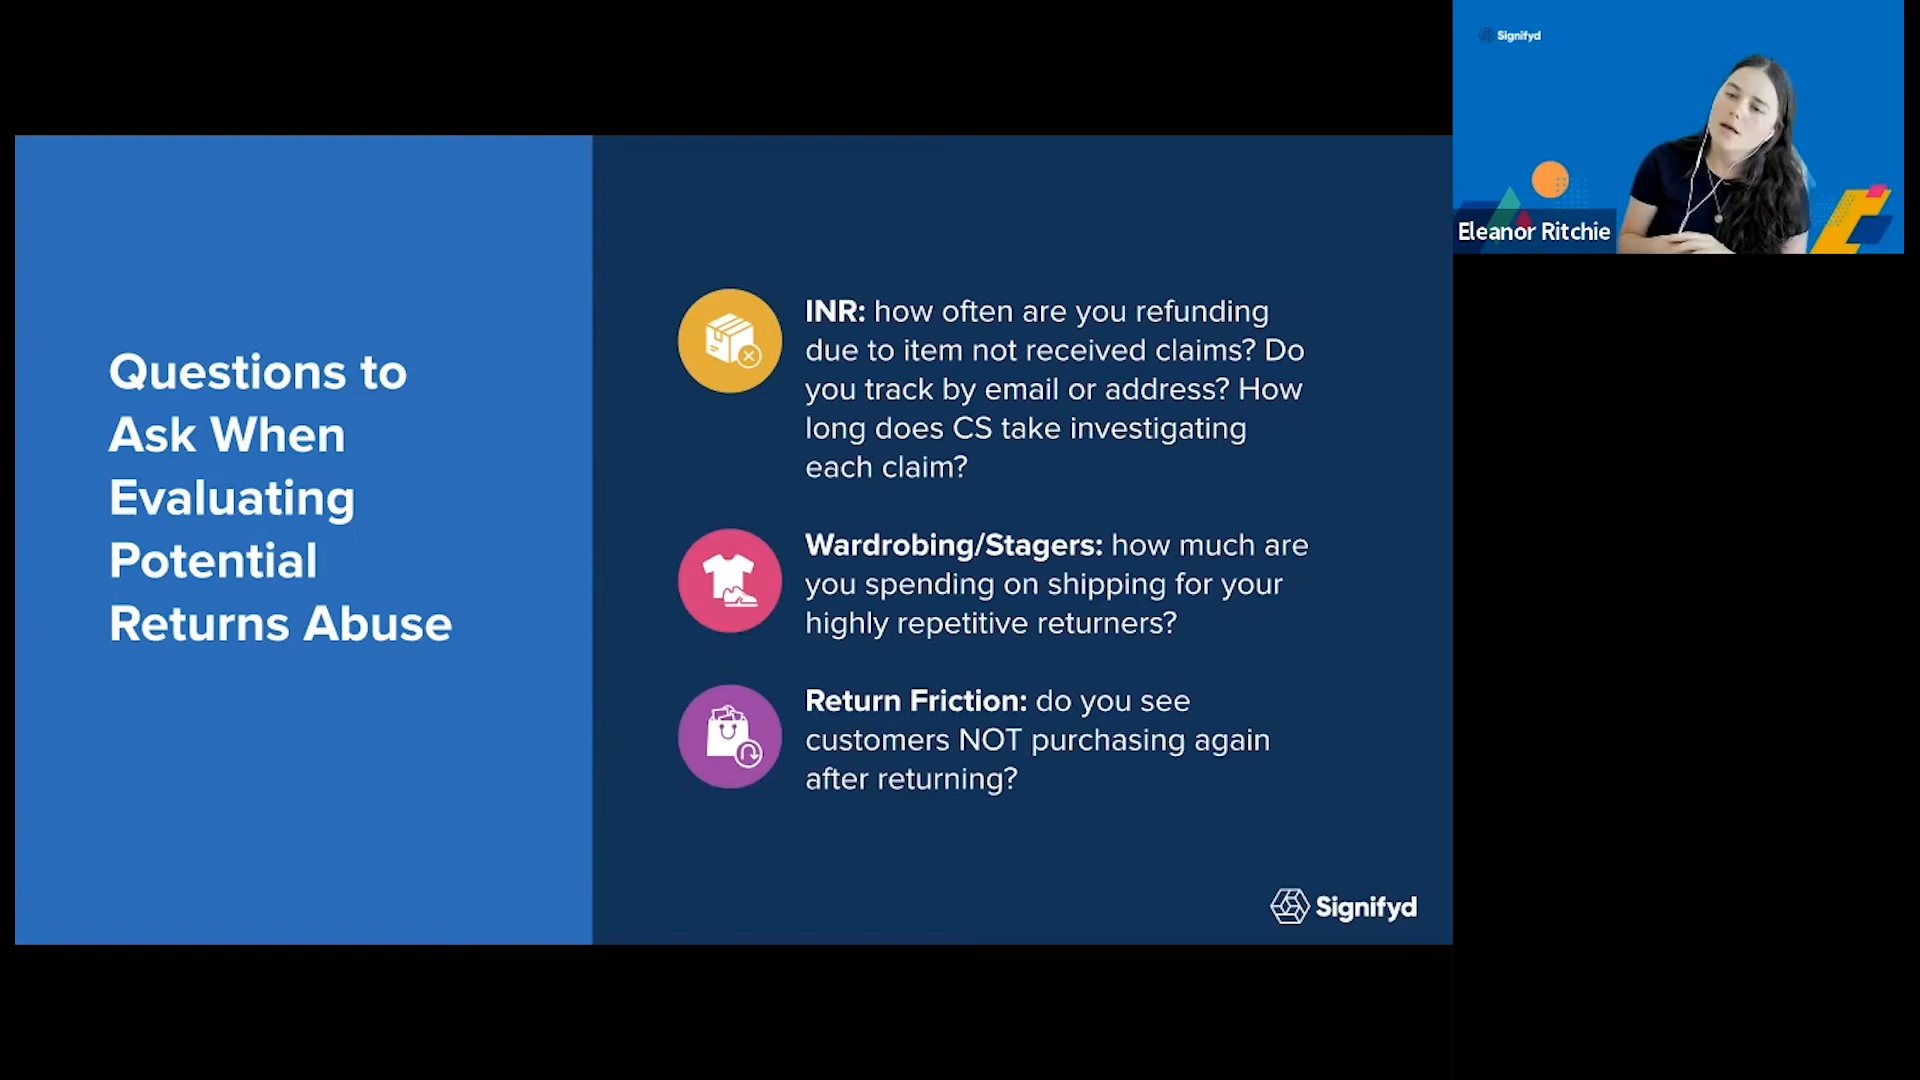 Questions to
Ask When
Evaluating
Potential
Returns Abuse
INR: how often are you refunding
due to item not received claims? Do
you track by email or address? How
long does CS take investigating
each claim?
Wardrobing/Stagers: how much are
you spending on shipping for your
highly repetitive returners?
Return Friction: do you see
customers NOT purchasing again
after returning?
Signifyd
Signifyd
Eleanor Ritchie